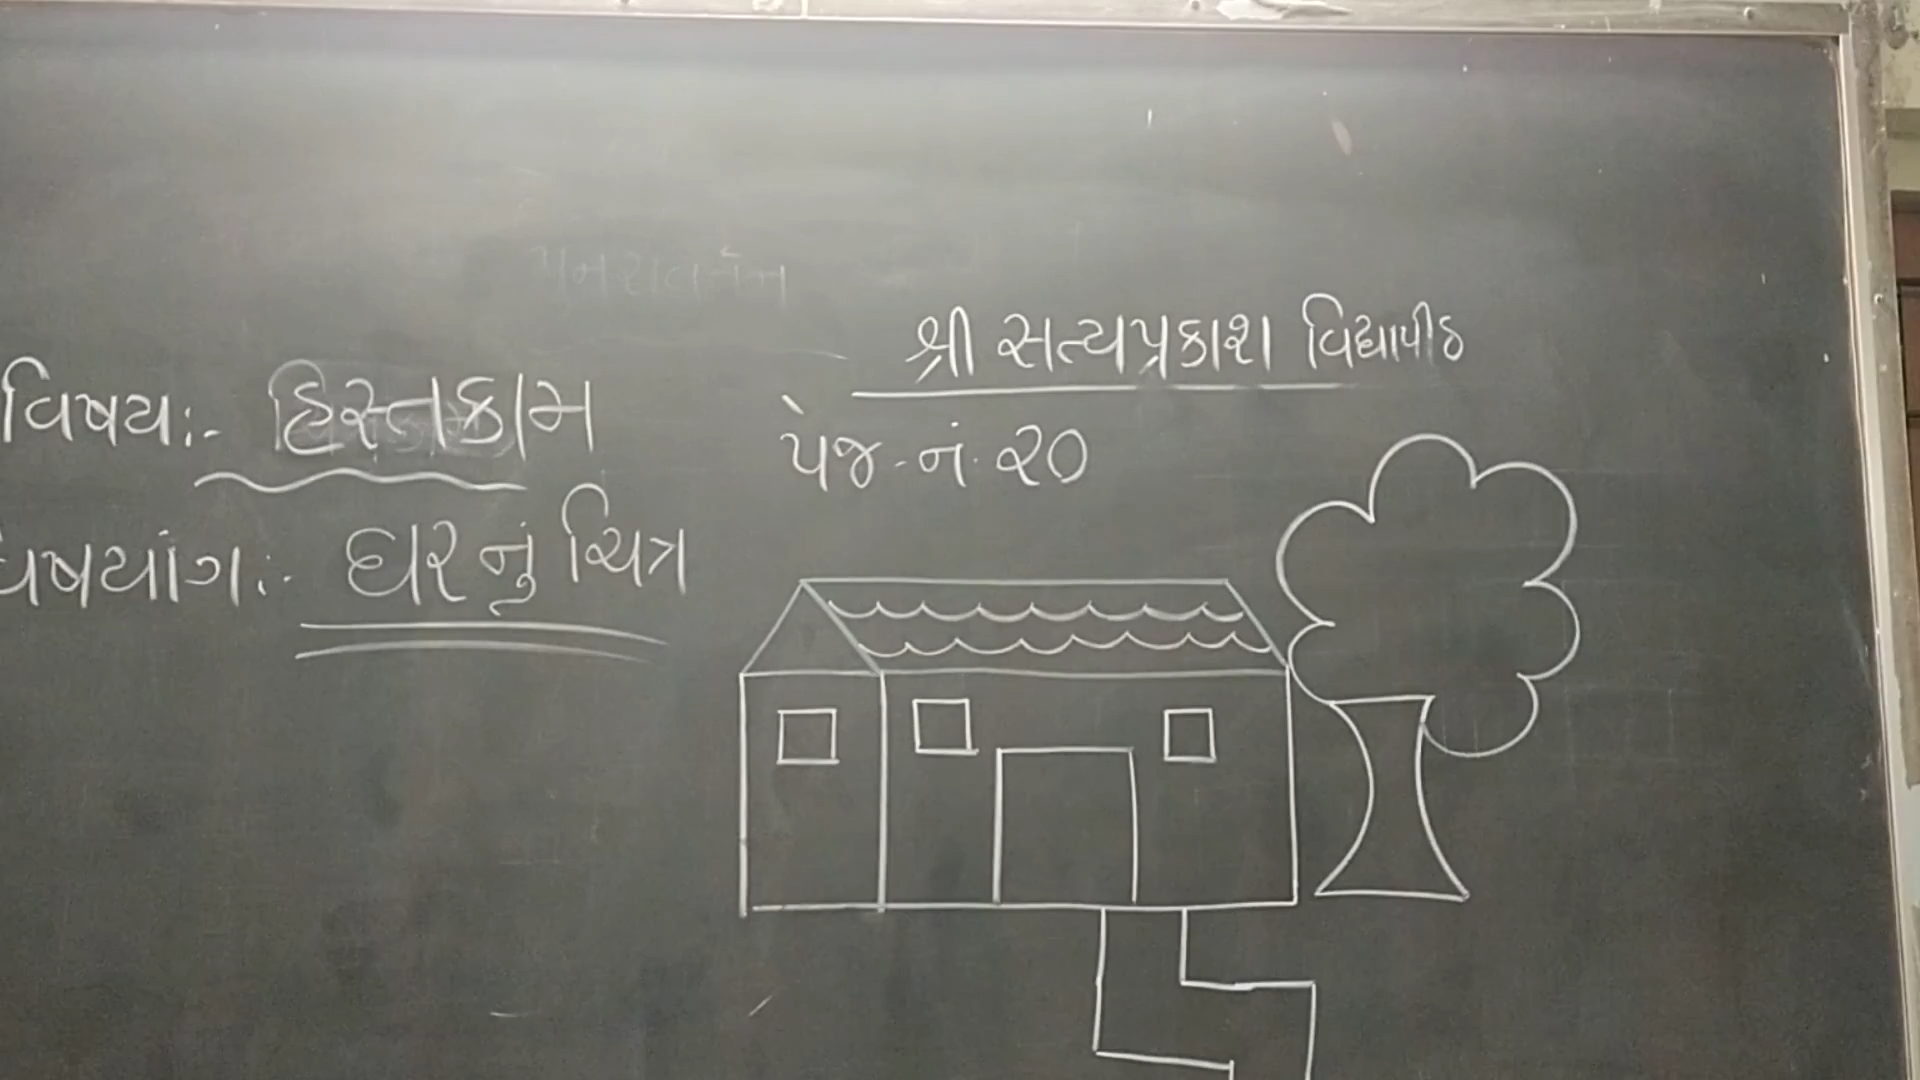 શ્રી સત્યપ્રકાશ વિદ્યાપીઠ
વિષય:- હસ્તકામ
પેજ.નં.૨૦
વિષયાંગ:- ઘરનું ચિત્ર